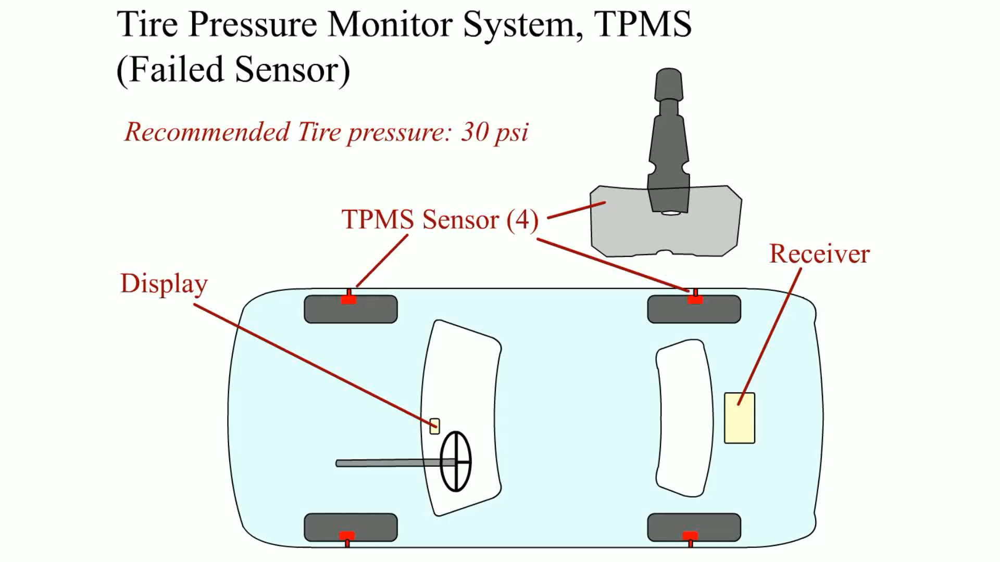 Tire Pressure Monitor System, TPMS
(Failed Sensor)
Recommended Tire pressure: 30 psi
TPMS Sensor (4)
Receiver
Display